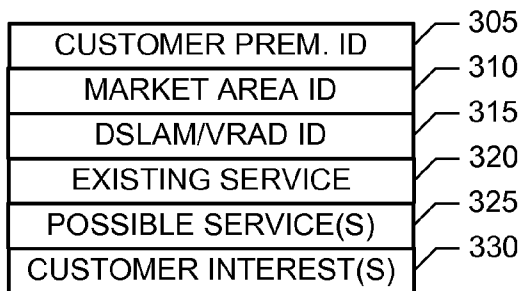 CUSTOMER PREM. ID 305
MARKET AREA ID 310
DSLAM/VRAD ID 315
EXISTING SERVICE 320
POSSIBLE SERVICE(S) 325
CUSTOMER INTEREST(S) 330